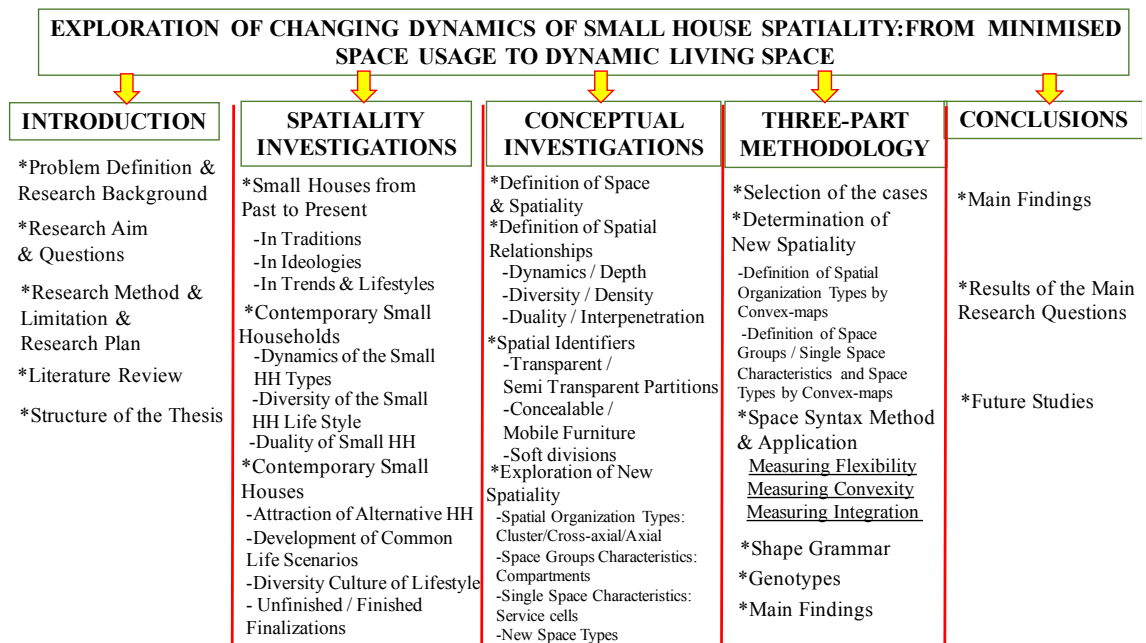 EXPLORATION OF CHANGING DYNAMICS OF SMALL HOUSE SPATIALITY:FROM MINIMISED
SPACE USAGE TO DYNAMIC LIVING SPACE
INTRODUCTION
*Problem Definition &
Research Background
*Research Aim
& Questions
*Research Method &
Limitation &
Research Plan
*Literature Review
*Structure of the Thesis
SPATIALITY
INVESTIGATIONS
*Small Houses from
Past to Present
-In Traditions
-In Ideologies
-In Trends & Lifestyles
*Contemporary Small
Households
-Dynamics of the Small
HH Types
-Diversity of the Small
HH Life Style
-Duality of Small HH
*Contemporary Small
Houses
-Attraction of Alternative HH
-Development of Common
Life Scenarios
-Diversity Culture of Lifestyle
- Unfinished / Finished
Finalizations
CONCEPTUAL
INVESTIGATIONS
*Definition of Space
& Spatiality
*Definition of Spatial
Relationships
-Dynamics / Depth
-Diversity / Density
-Duality / Interpenetration
*Spatial Identifiers
-Transparent /
Semi Transparent Partitions
-Concealable /
Mobile Furniture
-Soft divisions
*Exploration of New
Spatiality
-Spatial Organization Types:
Cluster/Cross-axial/Axial
-Space Groups Characteristics:
Compartments
-Single Space Characteristics:
Service cells
-New Space Types
THREE-PART
METHODOLOGY
*Selection of the cases
*Determination of
New Spatiality
-Definition of Spatial
Organization Types by
Convex-maps
-Definition of Space
Groups / Single Space
Characteristics and Space
Types by Convex-maps
*Space Syntax Method
& Application
Measuring Flexibility
Measuring Convexity
Measuring Integration
*Shape Grammar
*Genotypes
*Main Findings
CONCLUSIONS
*Main Findings
*Results of the Main
Research Questions
*Future Studies